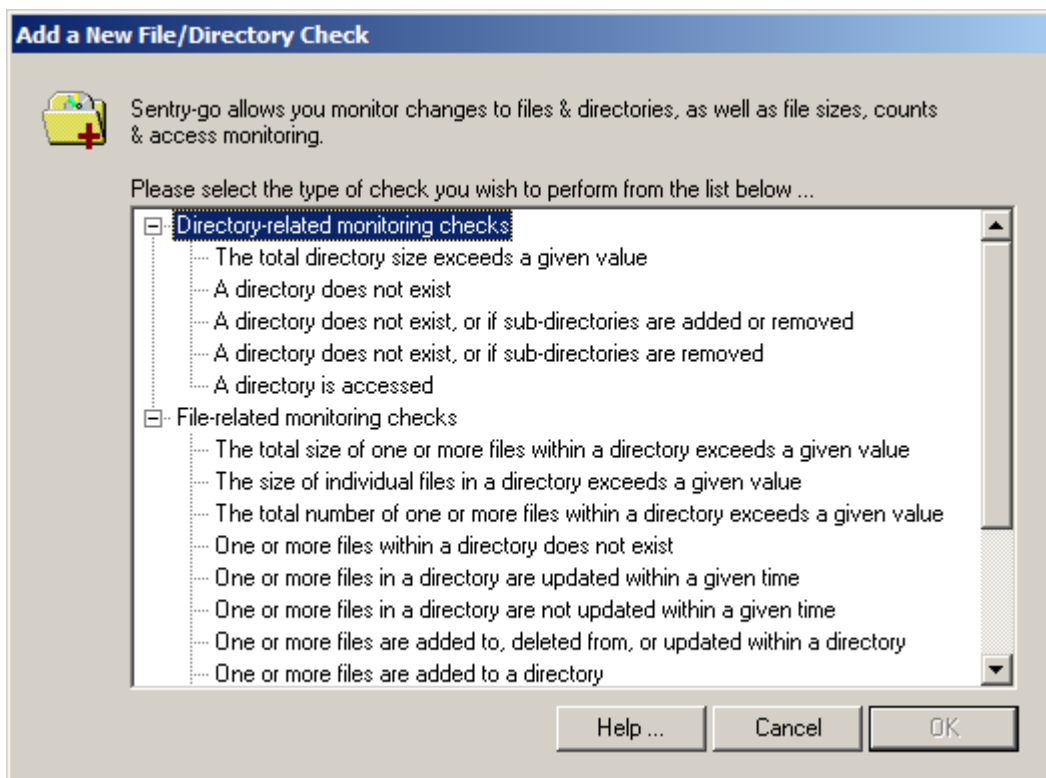 Add a New File/Directory Check
Sentry-go allows you monitor changes to files & directories, as well as file sizes, counts
& access monitoring.
Please select the type of check you wish to perform from the list below ...
Directory-related monitoring checks
The total directory size exceeds a given value
A directory does not exist
A directory does not exist, or if sub-directories are added or removed
A directory does not exist, or if sub-directories are removed
A directory is accessed
File-related monitoring checks
The total size of one or more files within a directory exceeds a given value
The size of individual files in a directory exceeds a given value
The total number of one or more files within a directory exceeds a given value
One or more files within a directory does not exist
One or more files in a directory are updated within a given time
One or more files in a directory are not updated within a given time
One or more files are added to, deleted from, or updated within a directory
One or more files are added to a directory
Help ... Cancel OK